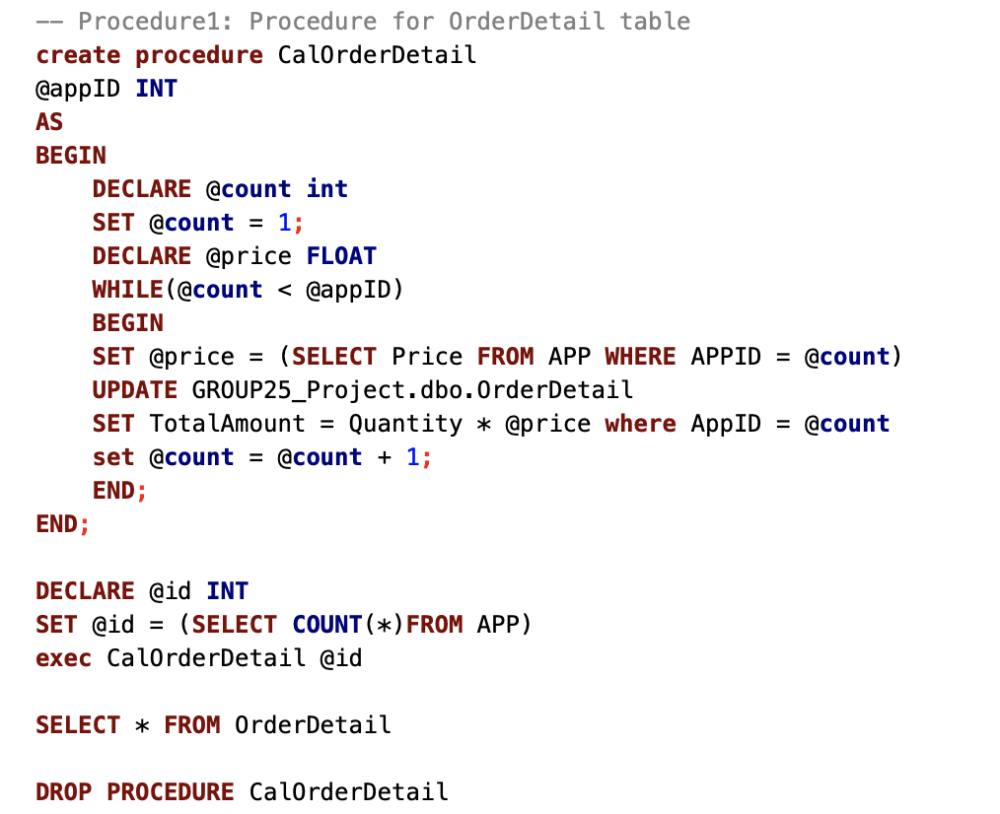 -- Procedure1: Procedure for OrderDetail table
create procedure CalOrderDetail
@appID INT
AS
BEGIN
    DECLARE @count int
    SET @count = 1;
    DECLARE @price FLOAT
    WHILE(@count < @appID)
    BEGIN
    SET @price = (SELECT Price FROM APP WHERE APPID = @count)
    UPDATE GROUP25_Project.dbo.OrderDetail
    SET TotalAmount = Quantity * @price where AppID = @count
    set @count = @count + 1;
    END;
END;

DECLARE @id INT
SET @id = (SELECT COUNT(*)FROM APP)
exec CalOrderDetail @id

SELECT * FROM OrderDetail

DROP PROCEDURE CalOrderDetail